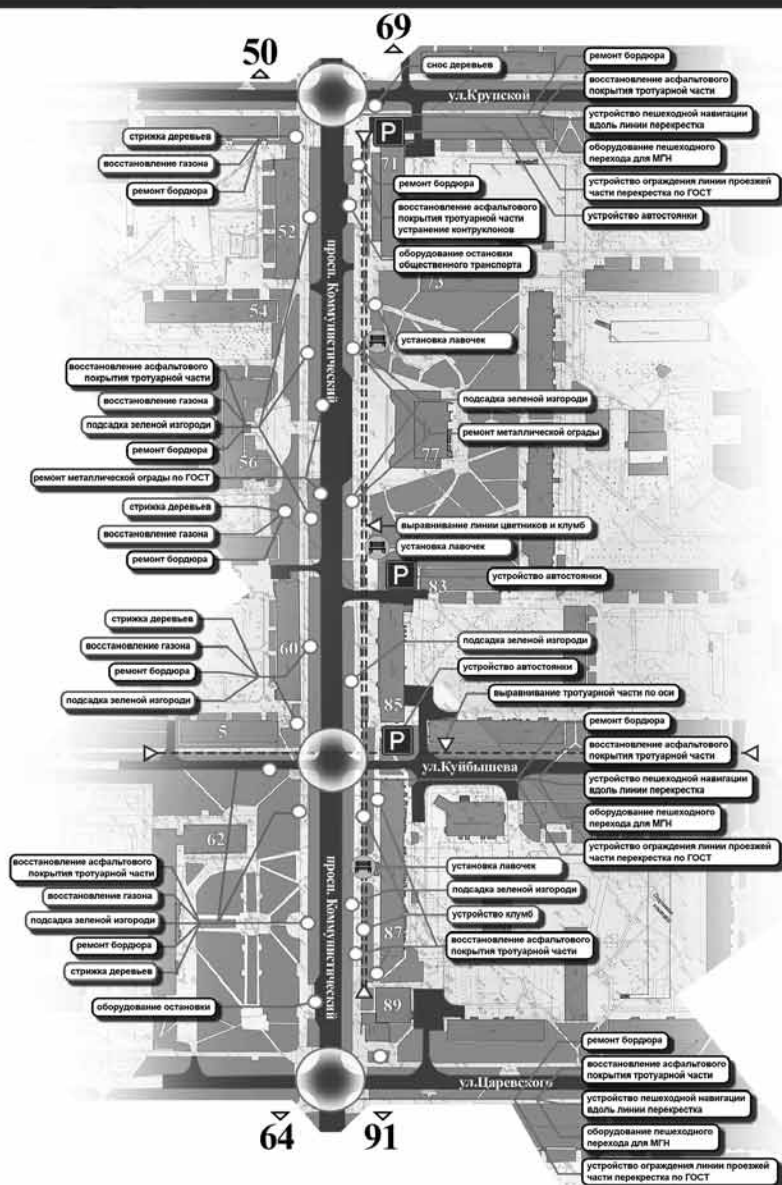 50
69
снос деревьев
ул.Крупской
ремонт бордюра
восстановление асфальтового
покрытия тротуарной части
устройство пешеходной навигации
вдоль линии перекрестка
оборудование пешеходного
перехода для МГН
устройство ограждения линии проезжей
части перекрестка по ГОСТ
устройство автостоянки
P
стрижка деревьев
восстановление газона
ремонт бордюра
71
ремонт бордюра
восстановление асфальтового
покрытия тротуарной части
устранение контруклонов
оборудование остановки
общественного транспорта
52
просп. Коммунистический
73
54
установка лавочек
восстановление асфальтового
покрытия тротуарной части
восстановление газона
подсадка зеленой изгороди
ремонт бордюра
56
ремонт металлической ограды по ГОСТ
подсадка зеленой изгороди
ремонт металлической ограды
77
стрижка деревьев
восстановление газона
ремонт бордюра
выравнивание линии цветников и клумб
установка лавочек
P
83
устройство автостоянки
стрижка деревьев
восстановление газона
ремонт бордюра
подсадка зеленой изгороди
60
подсадка зеленой изгороди
устройство автостоянки
85
выравнивание тротуарной части по оси
5
P
ул.Куйбышева
ремонт бордюра
восстановление асфальтового
покрытия тротуарной части
устройство пешеходной навигации
вдоль линии перекрестка
оборудование пешеходного
перехода для МГН
устройство ограждения линии проезжей
части перекрестка по ГОСТ
62
восстановление асфальтового
покрытия тротуарной части
восстановление газона
подсадка зеленой изгороди
ремонт бордюра
стрижка деревьев
просп. Коммунистический
установка лавочек
подсадка зеленой изгороди
устройство клумб
87
восстановление асфальтового
покрытия тротуарной части
оборудование остановки
89
ул.Царевского
ремонт бордюра
восстановление асфальтового
покрытия тротуарной части
устройство пешеходной навигации
вдоль линии перекрестка
оборудование пешеходного
перехода для МГН
устройство ограждения линии проезжей
части перекрестка по ГОСТ
64
91